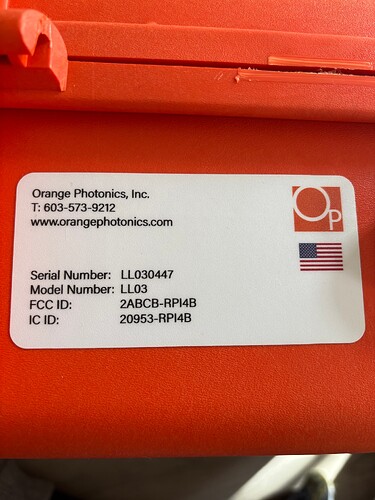 Orange Photonics, Inc.
T: 603-573-9212
www.orangephotonics.com
OP
Serial Number: LL030447
Model Number: LL03
FCC ID: 2ABCB-RPI4B
IC ID: 20953-RPI4B